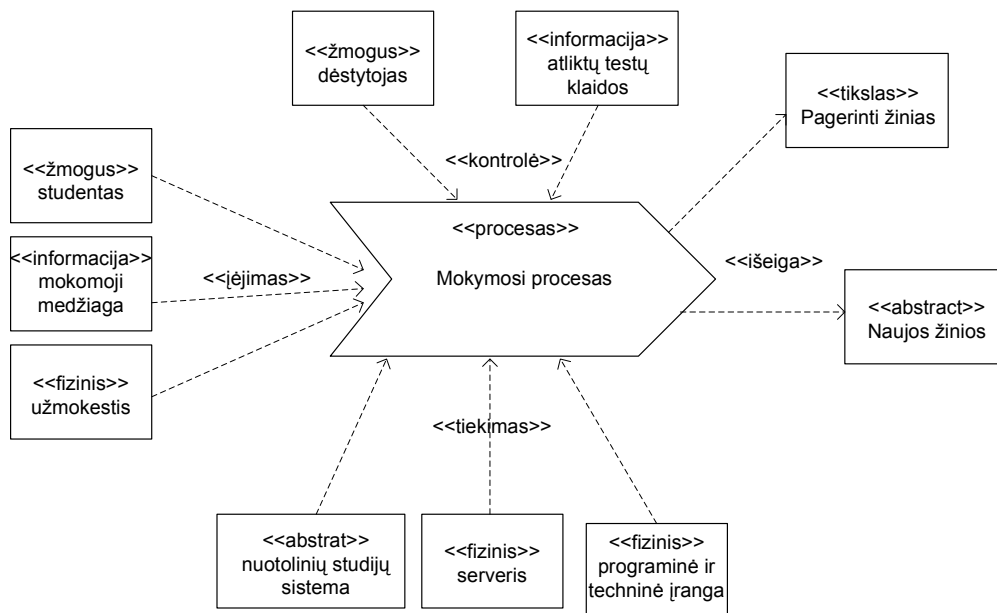 <<žmogus>>
dėstytojas
<<informacija>>
atliktų testų
klaidos
<<tikslas>>
Pagerinti žinias
<<kontrolė>>
<<žmogus>>
studentas
<<procesas>>
Mokymosi procesas
<<informacija>>
mokomoji
medžiaga
<<įėjimas>>
<<išeiga>>
<<abstract>>
Naujos žinios
<<fizinis>>
užmokestis
<<tiekimas>>
<<abstrat>>
nuotolinių studijų
sistema
<<fizinis>>
serveris
<<fizinis>>
programinė ir
techninė įranga